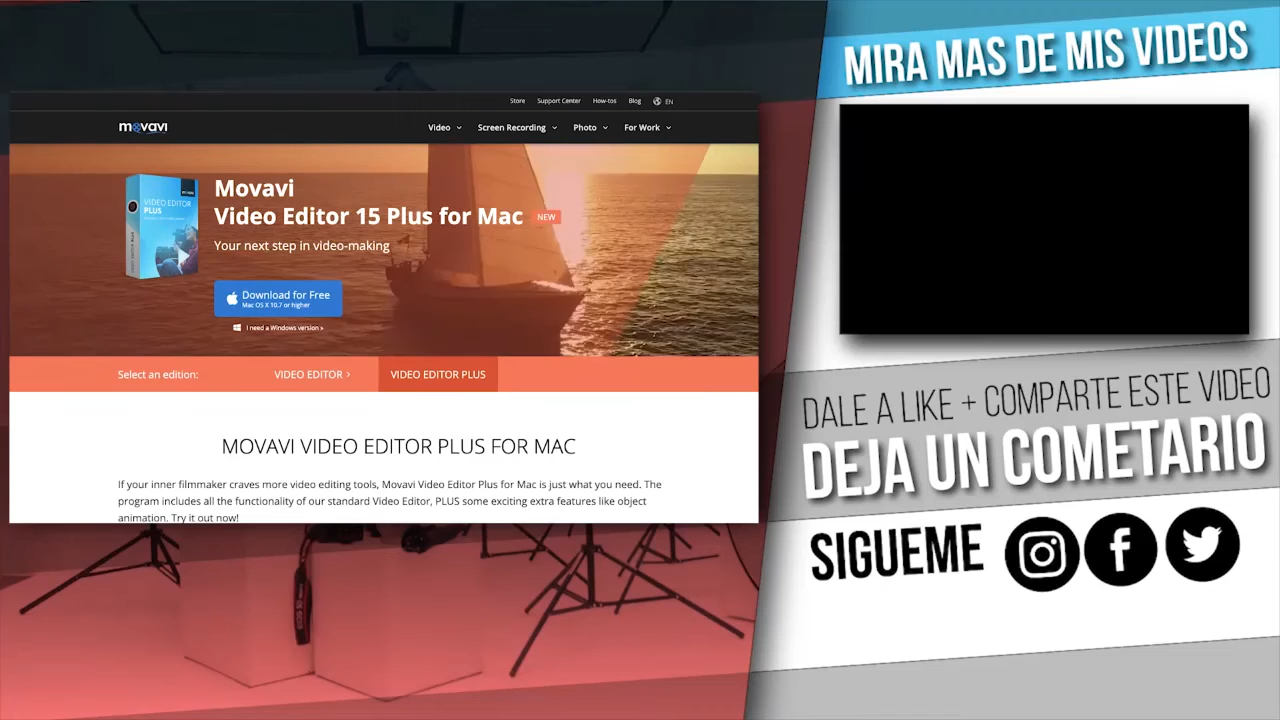 Store Support Center How-tos Blog EN
movavi
Video Screen Recording Photo For Work
VIDEO EDITOR
PLUS
Movavi
Video Editor 15 Plus for Mac NEW
Your next step in video-making
Download for Free
Mac OS X 10.7 or higher
I need a Windows version »
Select an edition: VIDEO EDITOR > VIDEO EDITOR PLUS
MOVAVI VIDEO EDITOR PLUS FOR MAC
If your inner filmmaker craves more video editing tools, Movavi Video Editor Plus for Mac is just what you need. The
program includes all the functionality of our standard Video Editor, PLUS some exciting extra features like object
animation. Try it out now!
MIRA MAS DE MIS VIDEOS
DALE A LIKE + COMPARTE ESTE VIDEO
DEJA UN COMETARIO
SIGUEME